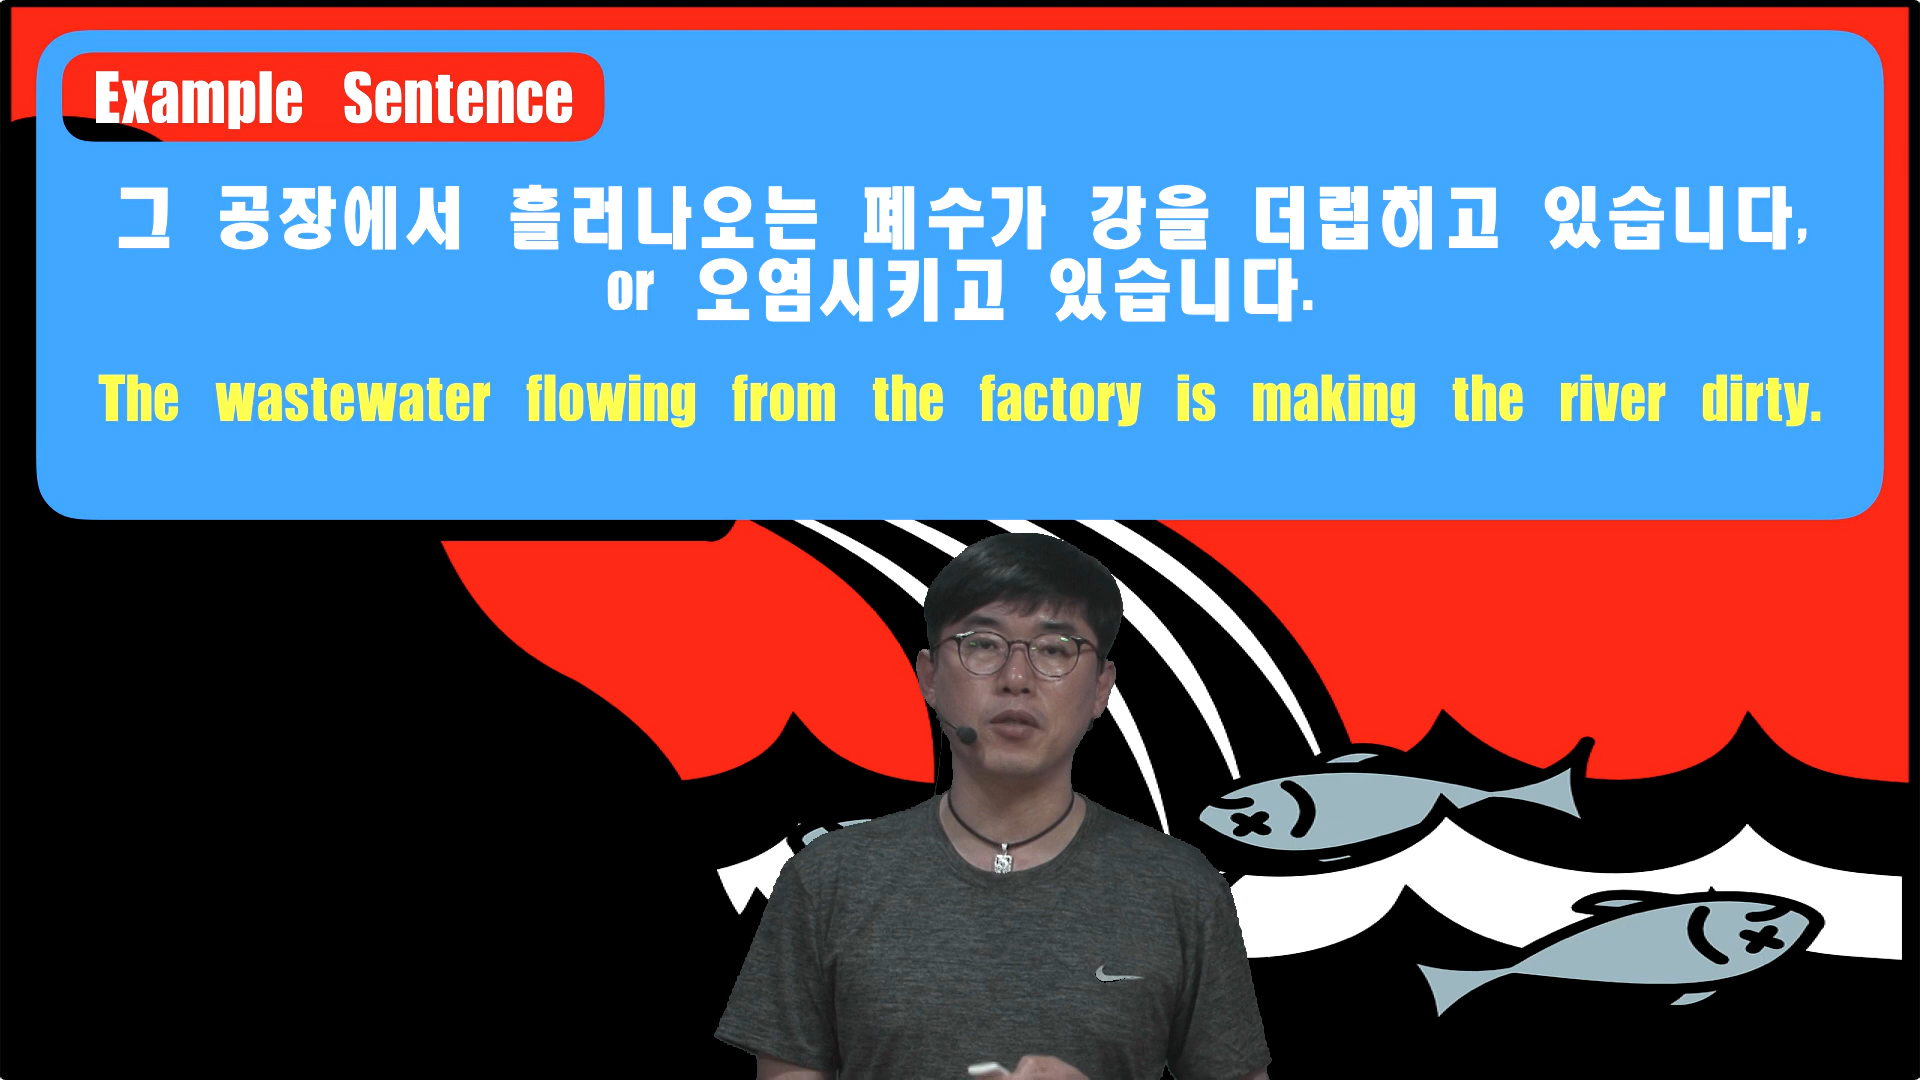 Example Sentence
그 공장에서 흘러나오는 폐수가 강을 더럽히고 있습니다,
or 오염시키고 있습니다.
The wastewater flowing from the factory is making the river dirty.